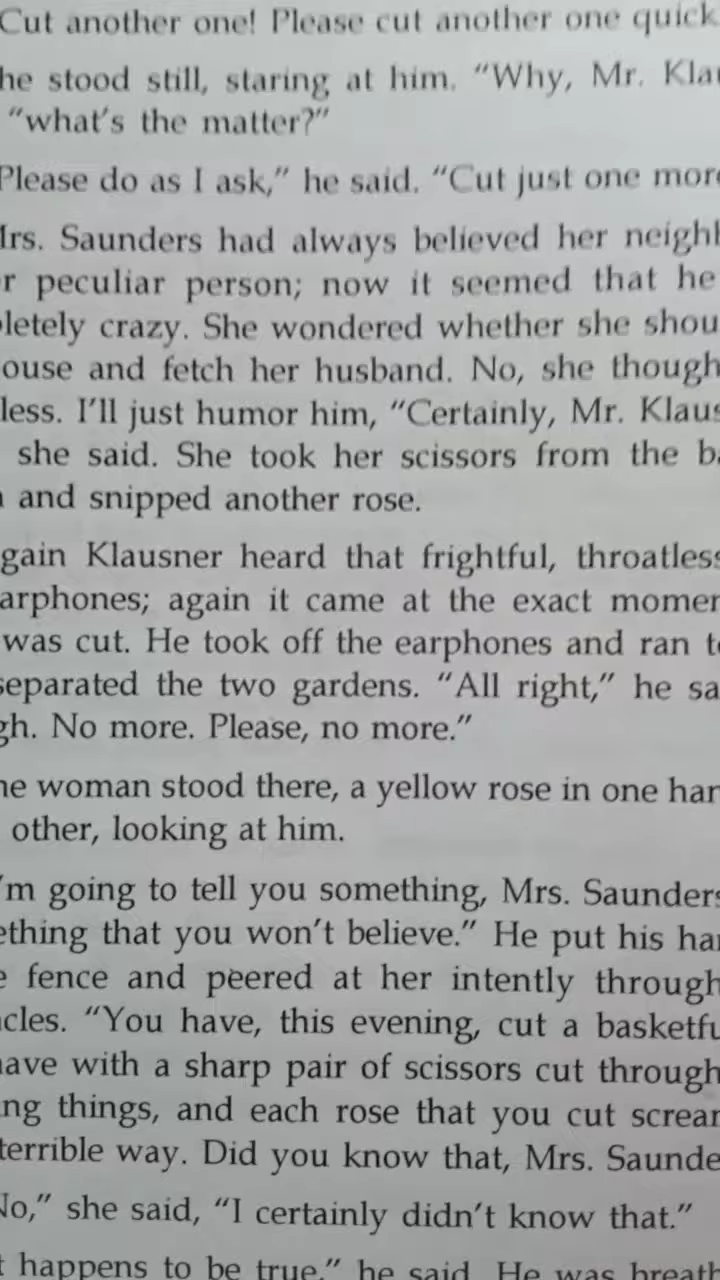 Cut another one! Please cut another one quick
he stood still, staring at him. “Why, Mr. Klau
“what's the matter?”
Please do as I ask,” he said. “Cut just one more
Mrs. Saunders had always believed her neighb
r peculiar person; now it seemed that he
pletely crazy. She wondered whether she shou
ouse and fetch her husband. No, she though
less. I'll just humor him, “Certainly, Mr. Klaus
she said. She took her scissors from the ba
and snipped another rose.
gain Klausner heard that frightful, throatless
arphones; again it came at the exact momen
was cut. He took off the earphones and ran to
separated the two gardens. “All right,” he sa
gh. No more. Please, no more.”
he woman stood there, a yellow rose in one han
other, looking at him.
'm going to tell you something, Mrs. Saunders
ething that you won't believe.” He put his han
e fence and peered at her intently through
acles. “You have, this evening, cut a basketfu
have with a sharp pair of scissors cut through
ing things, and each rose that you cut scream
terrible way. Did you know that, Mrs. Saunde
No,” she said, “I certainly didn't know that.”
t happens to be true,” he said. He was breath